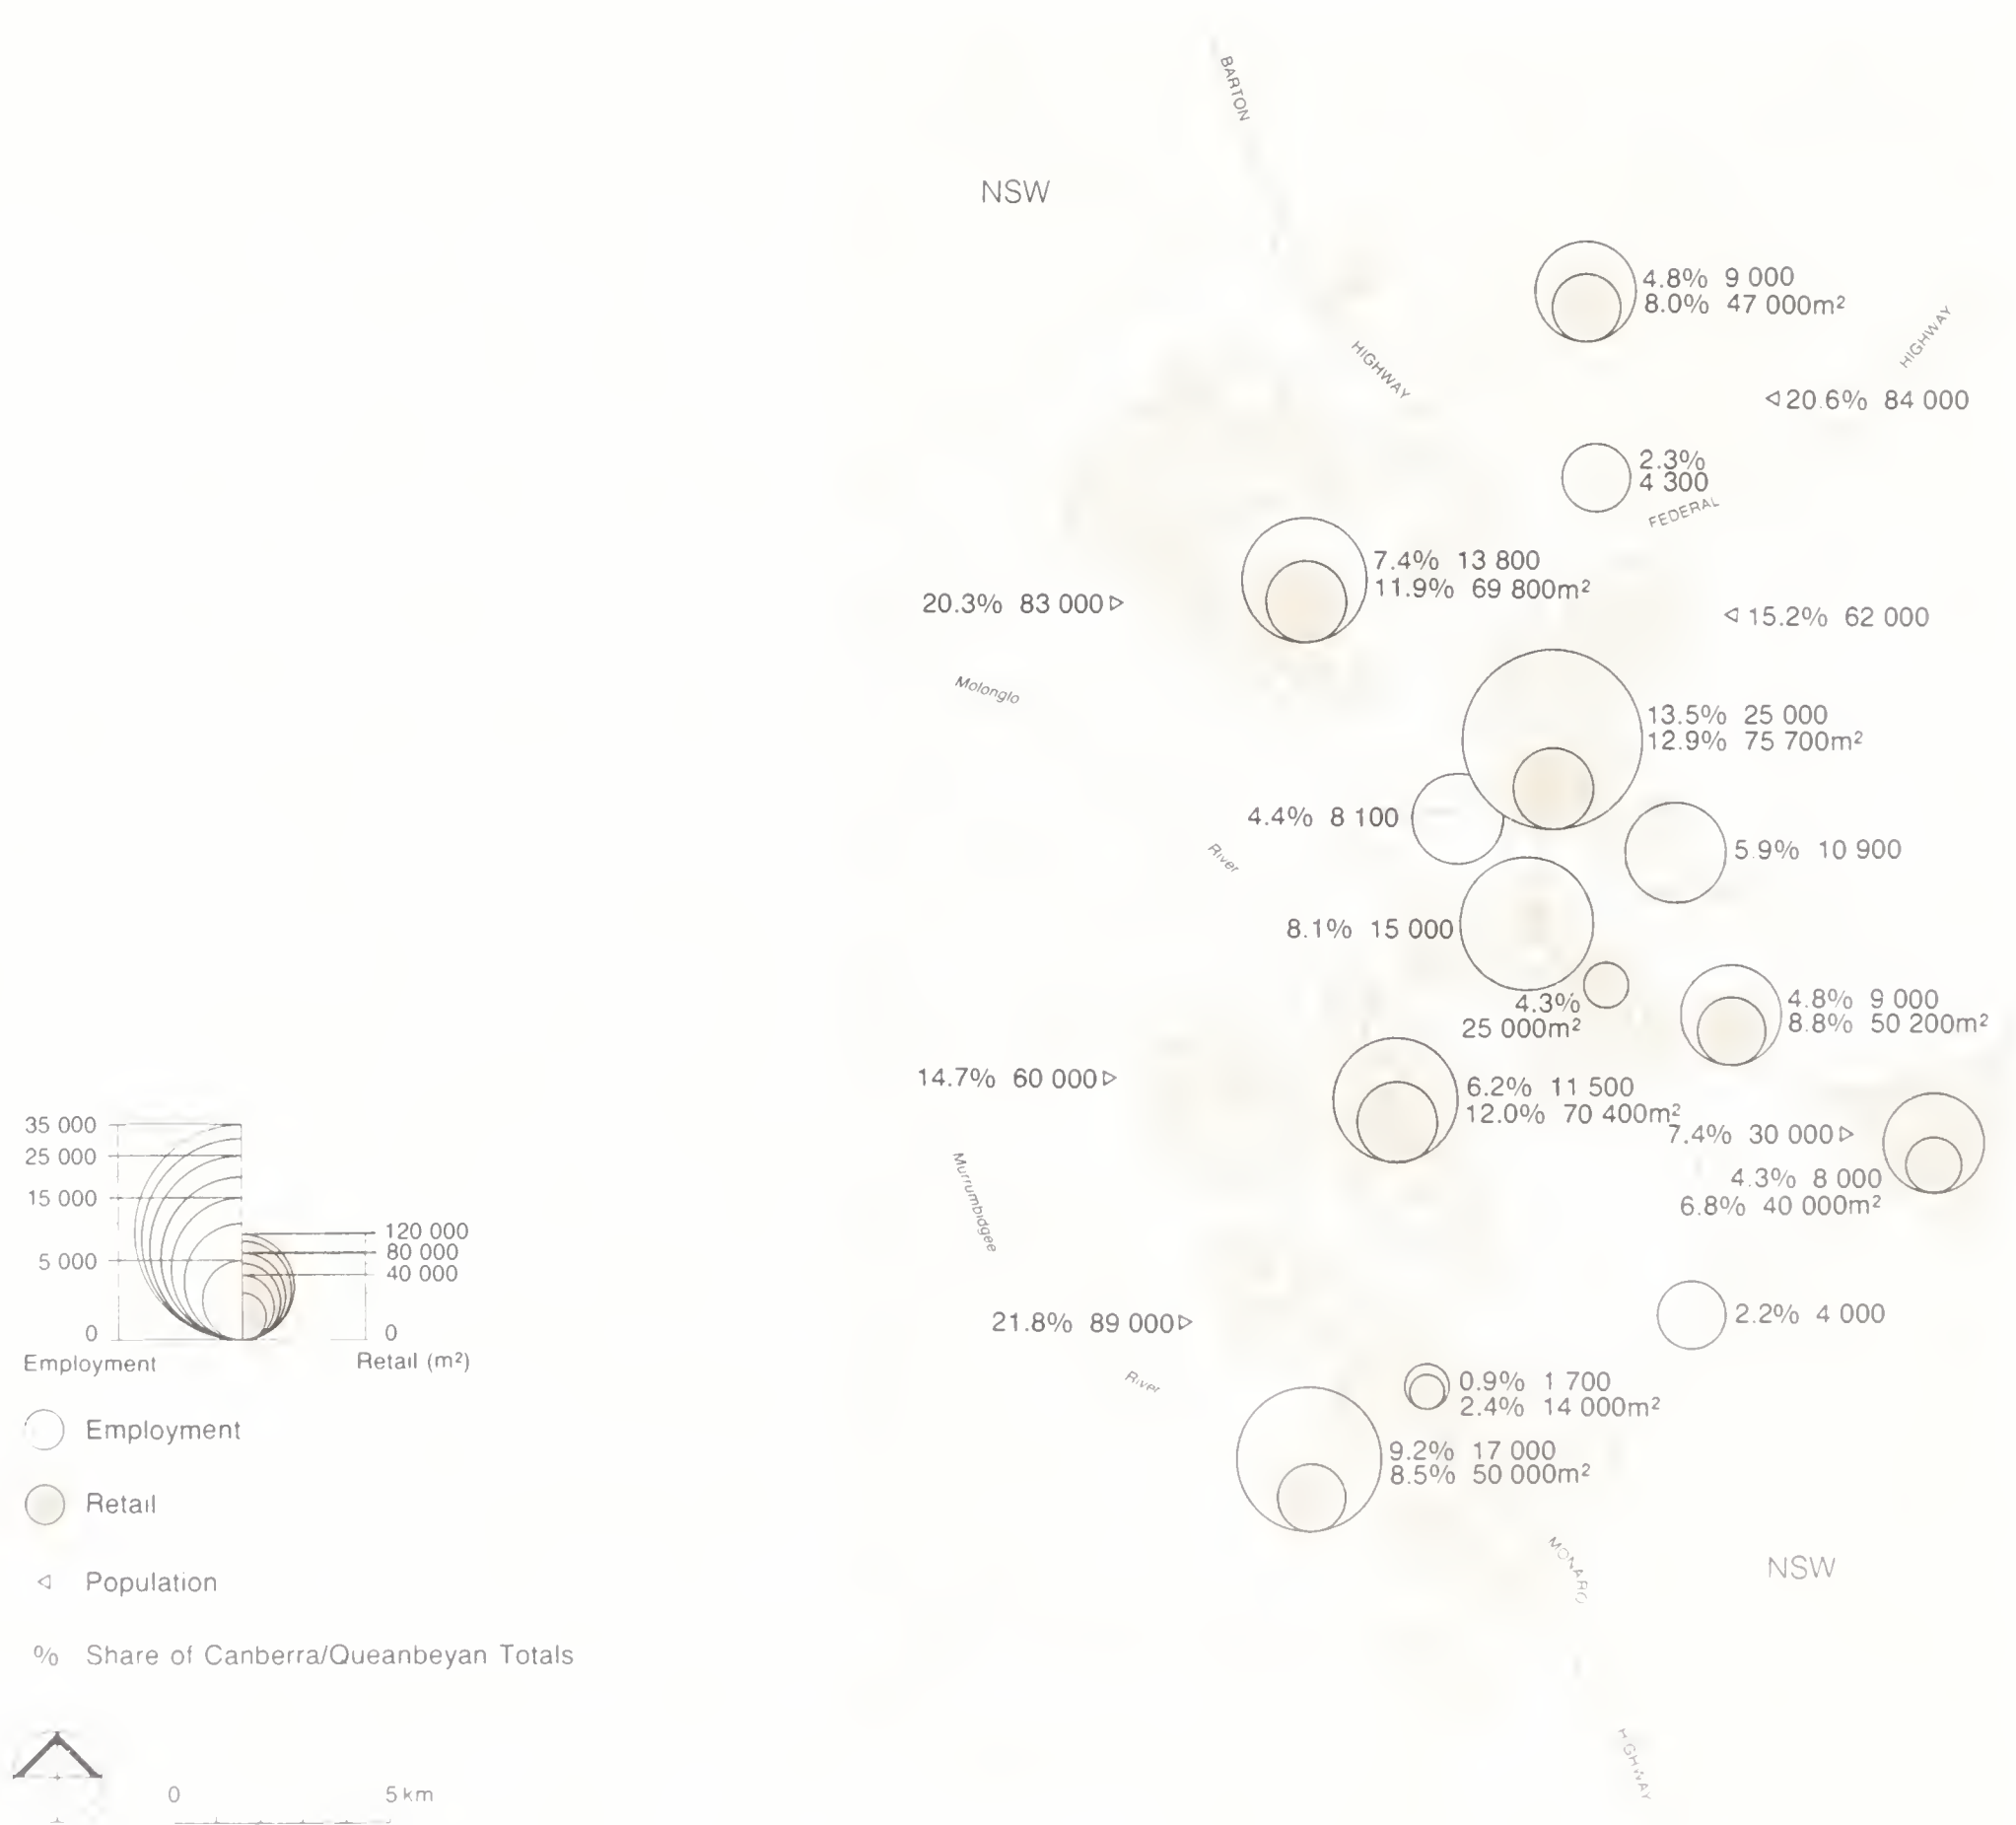 BARTON
NSW
4.8% 9 000
8.0% 47 000m²
HIGHWAY
HIGHWAY
20.6% 84 000
2.3%
4 300
FEDERAL
7.4% 13 800
11.9% 69 800m²
20.3% 83 000
15.2% 62 000
Molonglo
13.5% 25 000
12.9% 75 700m²
4.4% 8 100
River
5.9% 10 900
8.1% 15 000
4.3%
25 000m²
4.8% 9 000
8.8% 50 200m²
14.7% 60 000
6.2% 11 500
12.0% 70 400m²
7.4% 30 000
4.3% 8 000
6.8% 40 000m²
Murrumbidgee
21.8% 89 000
2.2% 4 000
River
0.9% 1 700
2.4% 14 000m²
9.2% 17 000
8.5% 50 000m²
MONARO
NSW
HIGHWAY
35 000
25 000
15 000
5 000
0
120 000
80 000
40 000
0
Employment
Retail (m²)
Employment
Retail
Population
% Share of Canberra/Queanbeyan Totals
0 5 km